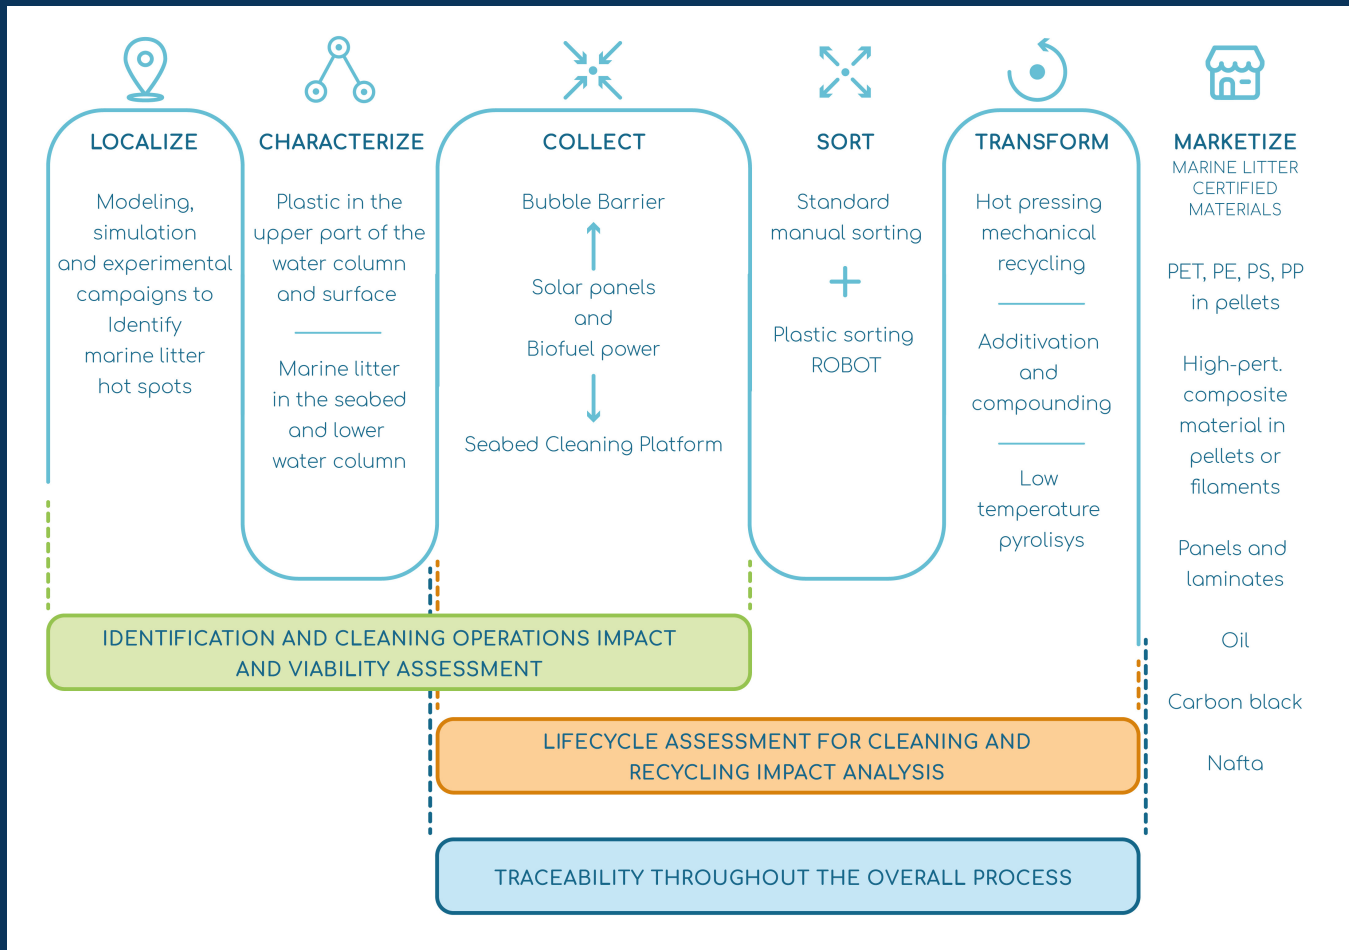 LOCALIZE
Modeling,
simulation
and experimental
campaigns to
Identify
marine litter
hot spots
CHARACTERIZE
Plastic in the
upper part of the
water column
and surface
Marine litter
in the seabed
and lower
water column
COLLECT
Bubble Barrier
Solar panels
and
Biofuel power
Seabed Cleaning Platform
SORT
Standard
manual sorting
+
Plastic sorting
ROBOT
TRANSFORM
Hot pressing
mechanical
recycling
Additivation
and
compounding
Low
temperature
pyrolisys
MARKETIZE
MARINE LITTER
CERTIFIED
MATERIALS
PET, PE, PS, PP
in pellets
High-pert.
composite
material in
pellets or
filaments
Panels and
laminates
Oil
Carbon black
Nafta
IDENTIFICATION AND CLEANING OPERATIONS IMPACT
AND VIABILITY ASSESSMENT
LIFECYCLE ASSESSMENT FOR CLEANING AND
RECYCLING IMPACT ANALYSIS
TRACEABILITY THROUGHOUT THE OVERALL PROCESS